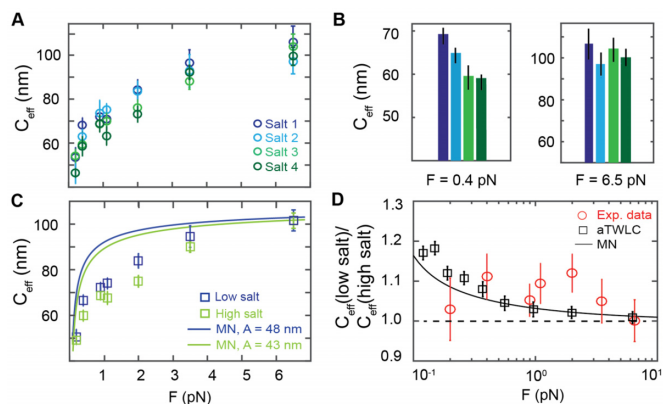 A
C_eff (nm)
100
80
60
Salt 1
Salt 2
Salt 3
Salt 4
B
C_eff (nm)
70
60
50
F = 0.4 pN
100
80
60
F = 6.5 pN
C
C_eff (nm)
100
80
60
Low salt
High salt
MN, A = 48 nm
MN, A = 43 nm
1 2 3 4 5 6
F (pN)
D
C_eff(low salt)/
C_eff(high salt)
1.3
1.2
1.1
1.0
0.9
Exp. data
aTWLC
MN
10^-1 10^0 10^1
F (pN)